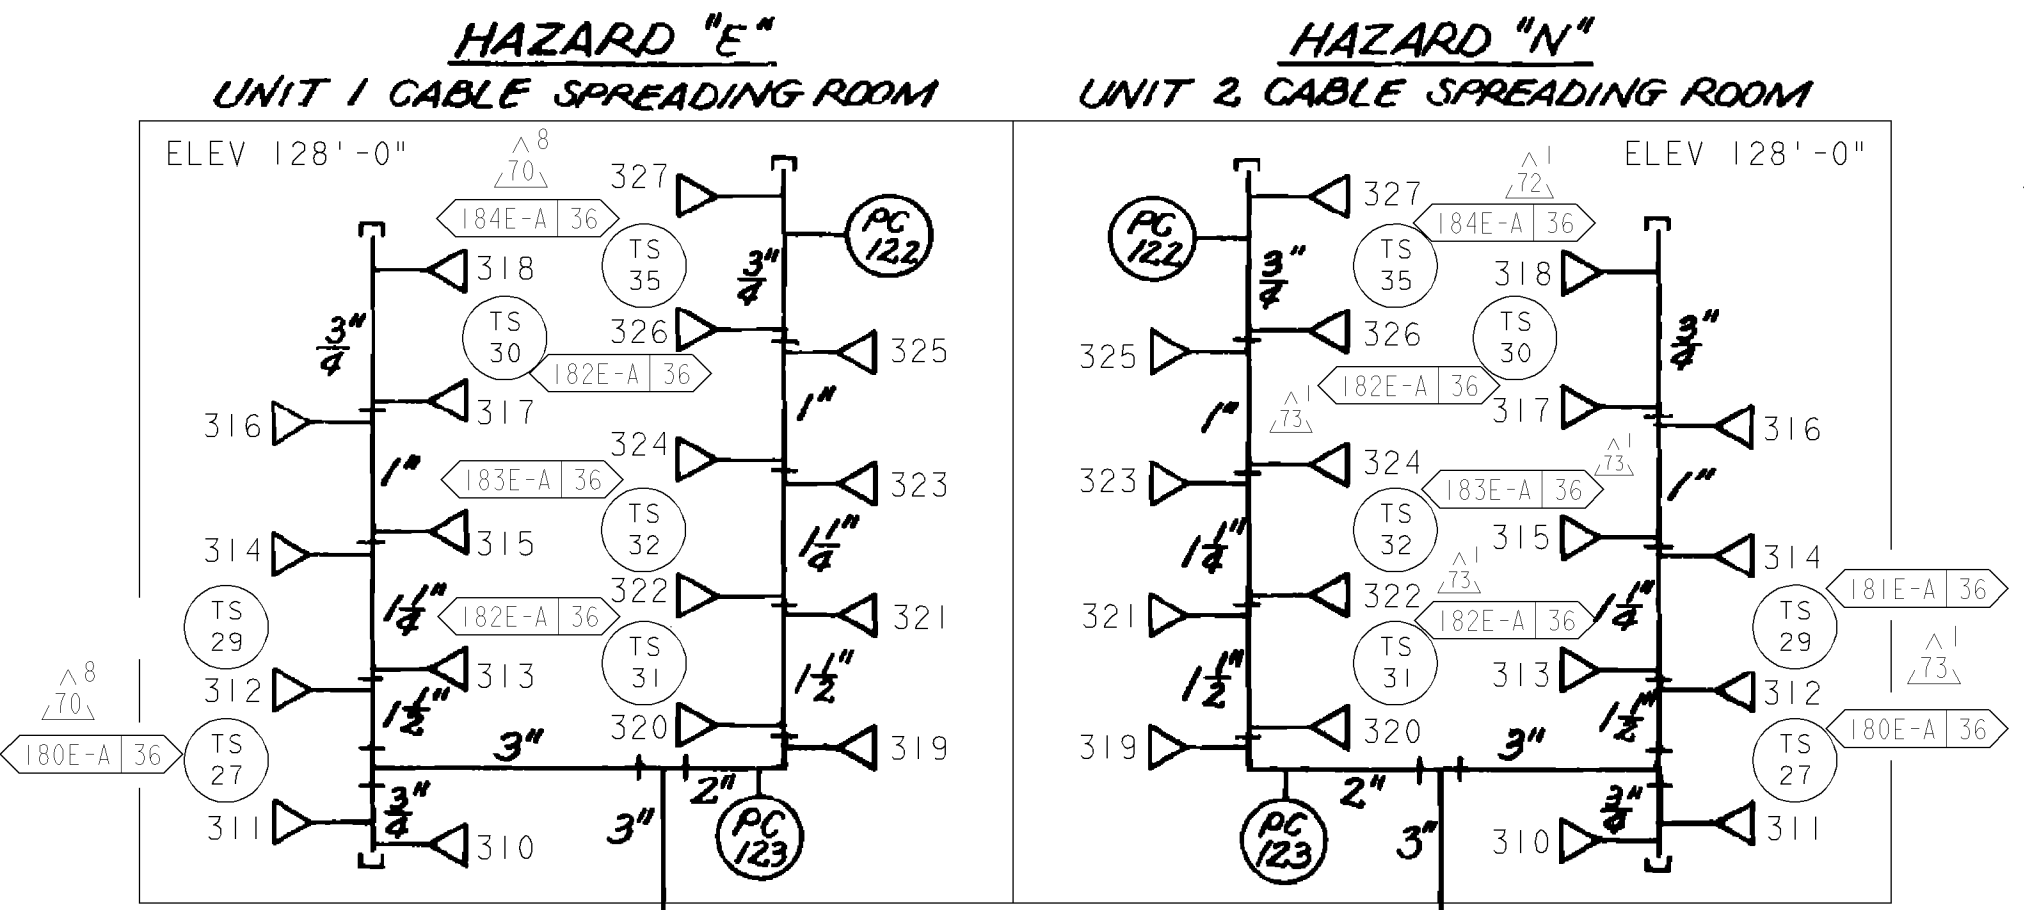 HAZARD "E"
UNIT 1 CABLE SPREADING ROOM
ELEV 128'-0"
8
70
327
184E-A 36
TS
35
PC
122
318
3/4"
TS
30
326
325
3/4"
182E-A 36
316
317
1"
324
1"
183E-A 36
323
TS
32
314
315
1 1/4"
322
1 1/4"
182E-A 36
321
TS
29
TS
31
8
70
312
313
1 1/2"
1 1/2"
320
180E-A 36
TS
27
3"
319
2"
3/4"
3"
PC
123
311
310
HAZARD "N"
UNIT 2 CABLE SPREADING ROOM
ELEV 128'-0"
1
72
327
184E-A 36
PC
122
TS
35
318
3/4"
326
TS
30
3/4"
325
182E-A 36
317
316
1"
1
73
324
1
73
323
183E-A 36
1"
TS
32
315
314
1 1/4"
1
73
322
181E-A 36
321
182E-A 36
1 1/4"
TS
29
TS
31
313
312
1
73
1 1/2"
1 1/2"
319
320
3"
180E-A 36
TS
27
2"
3/4"
3"
PC
123
310
311